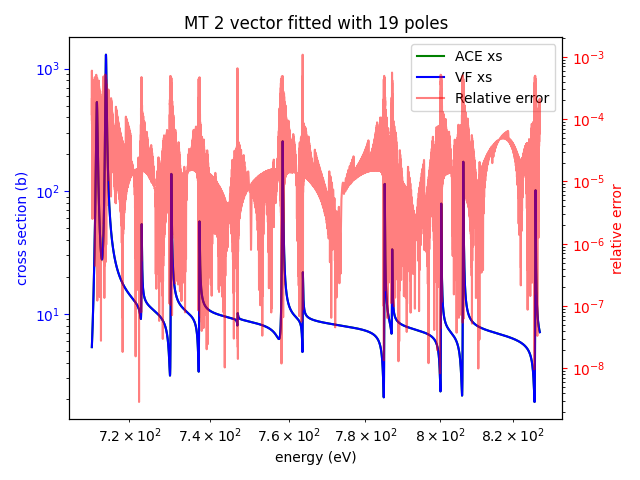 MT 2 vector fitted with 19 poles
ACE xs
VF xs
Relative error
cross section (b)
10³
10²
10¹
10⁻³
10⁻⁴
10⁻⁵
10⁻⁶
10⁻⁷
10⁻⁸
relative error
7.2 × 10² 7.4 × 10² 7.6 × 10² 7.8 × 10² 8 × 10² 8.2 × 10²
energy (eV)